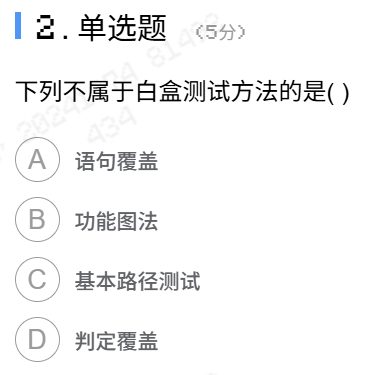 2.单选题 (5分)
下列不属于白盒测试方法的是( )
A 语句覆盖
B 功能图法
C 基本路径测试
D 判定覆盖